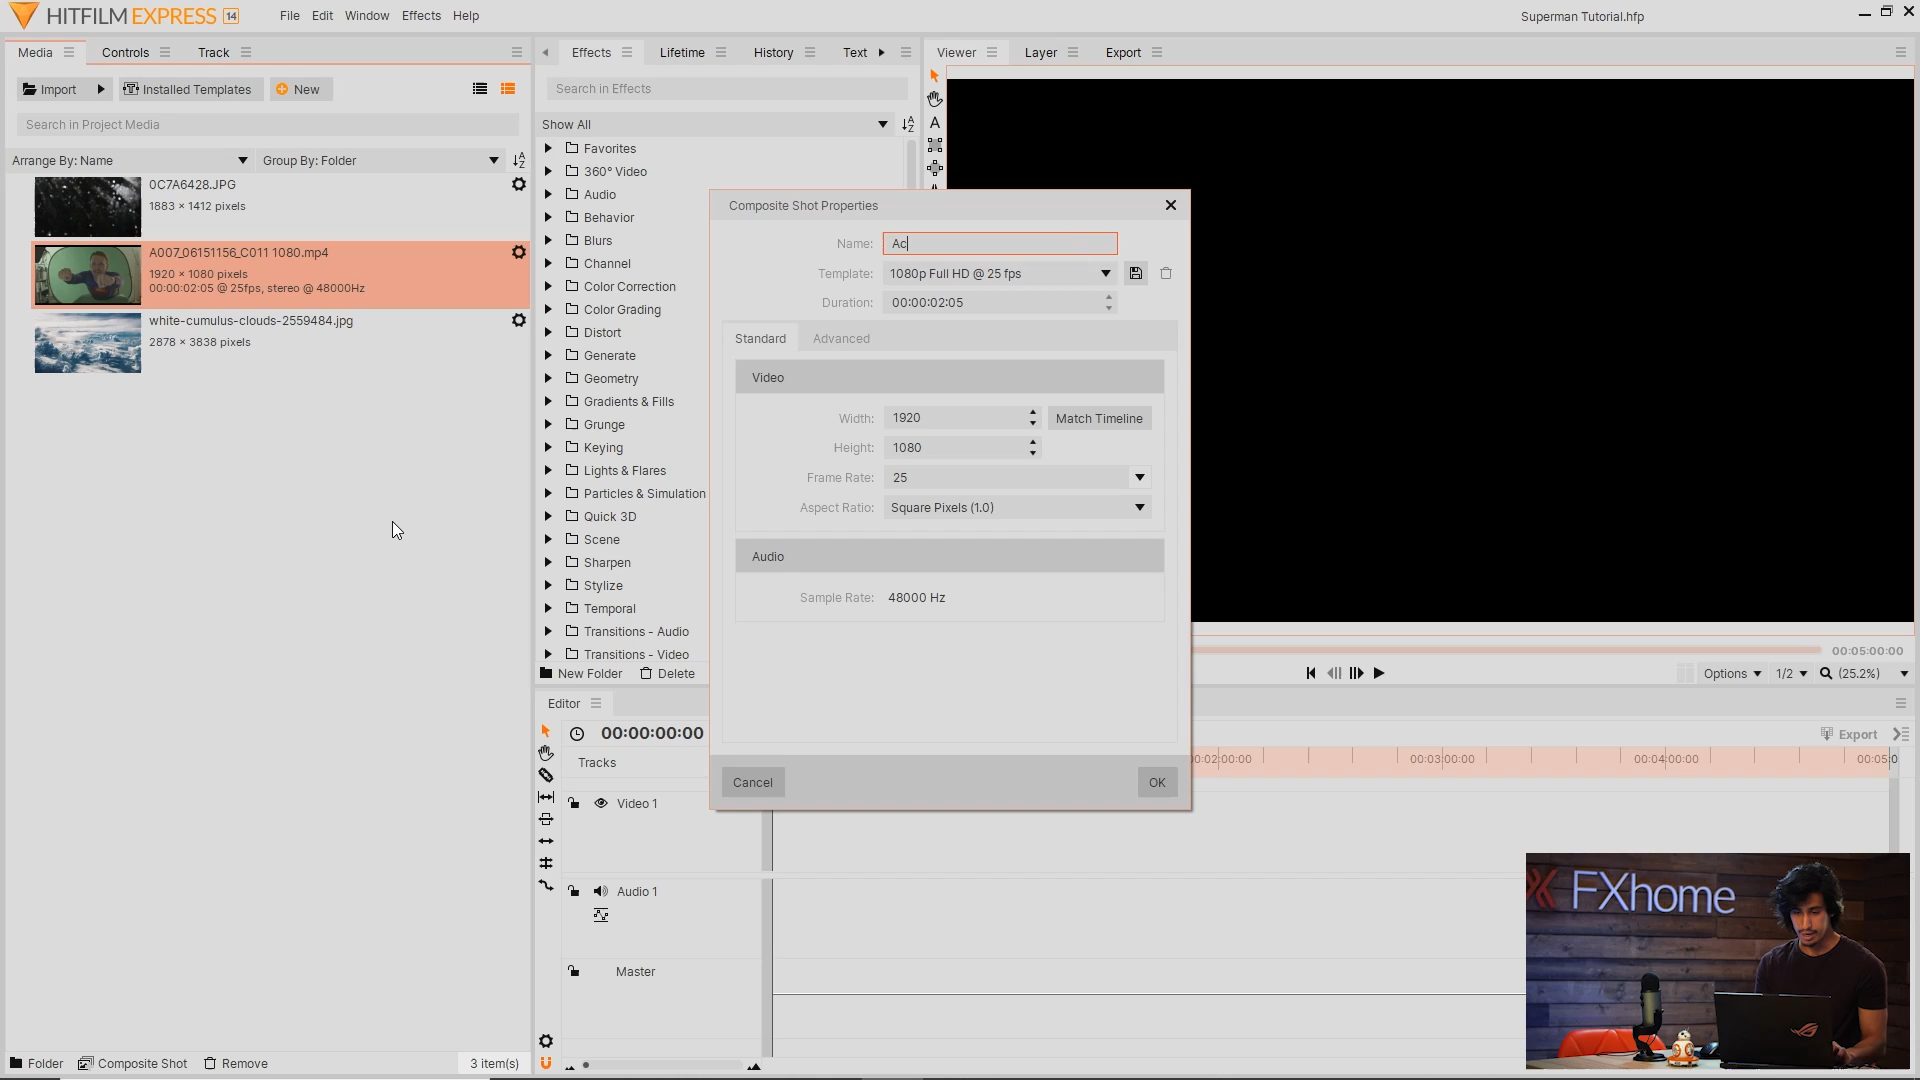 HITFILM EXPRESS 14
File Edit Window Effects Help
Superman Tutorial.hfp
Media Controls Track
Effects Lifetime History Text
Viewer Layer Export
Import Installed Templates New
Search in Effects
Search in Project Media
Show All
Arrange By: Name Group By: Folder
0C7A6428.JPG
1883 × 1412 pixels
A007_06151156_C011 1080.mp4
1920 × 1080 pixels
00:00:02:05 @ 25fps, stereo @ 48000Hz
white-cumulus-clouds-2559484.jpg
2878 × 3838 pixels
Favorites
360° Video
Audio
Behavior
Blurs
Channel
Color Correction
Color Grading
Distort
Generate
Geometry
Gradients & Fills
Grunge
Keying
Lights & Flares
Particles & Simulation
Quick 3D
Scene
Sharpen
Stylize
Temporal
Transitions - Audio
Transitions - Video
New Folder Delete
Composite Shot Properties
Name: Ac
Template: 1080p Full HD @ 25 fps
Duration: 00:00:02:05
Standard Advanced
Video
Width: 1920 Match Timeline
Height: 1080
Frame Rate: 25
Aspect Ratio: Square Pixels (1.0)
Audio
Sample Rate: 48000 Hz
Cancel OK
00:05:00:00
Options 1/2 (25.2%)
Editor
00:00:00:00
Export
Tracks
00:02:00:00 00:03:00:00 00:04:00:00 00:05:0
Video 1
Audio 1
Master
FXhome
Folder Composite Shot Remove 3 item(s)